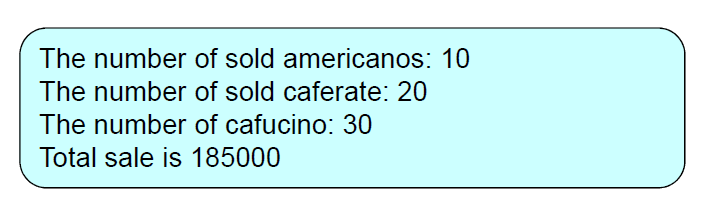 The number of sold americanos: 10
The number of sold caferate: 20
The number of cafucino: 30
Total sale is 185000